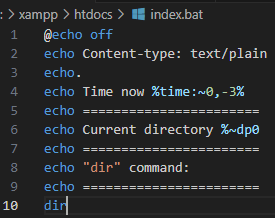 : > xampp > htdocs > index.bat
1 @echo off
2 echo Content-type: text/plain
3 echo.
4 echo Time now %time:~0,-3%
5 echo =======================
6 echo Current directory %~dp0
7 echo =======================
8 echo "dir" command:
9 echo =======================
10 dir